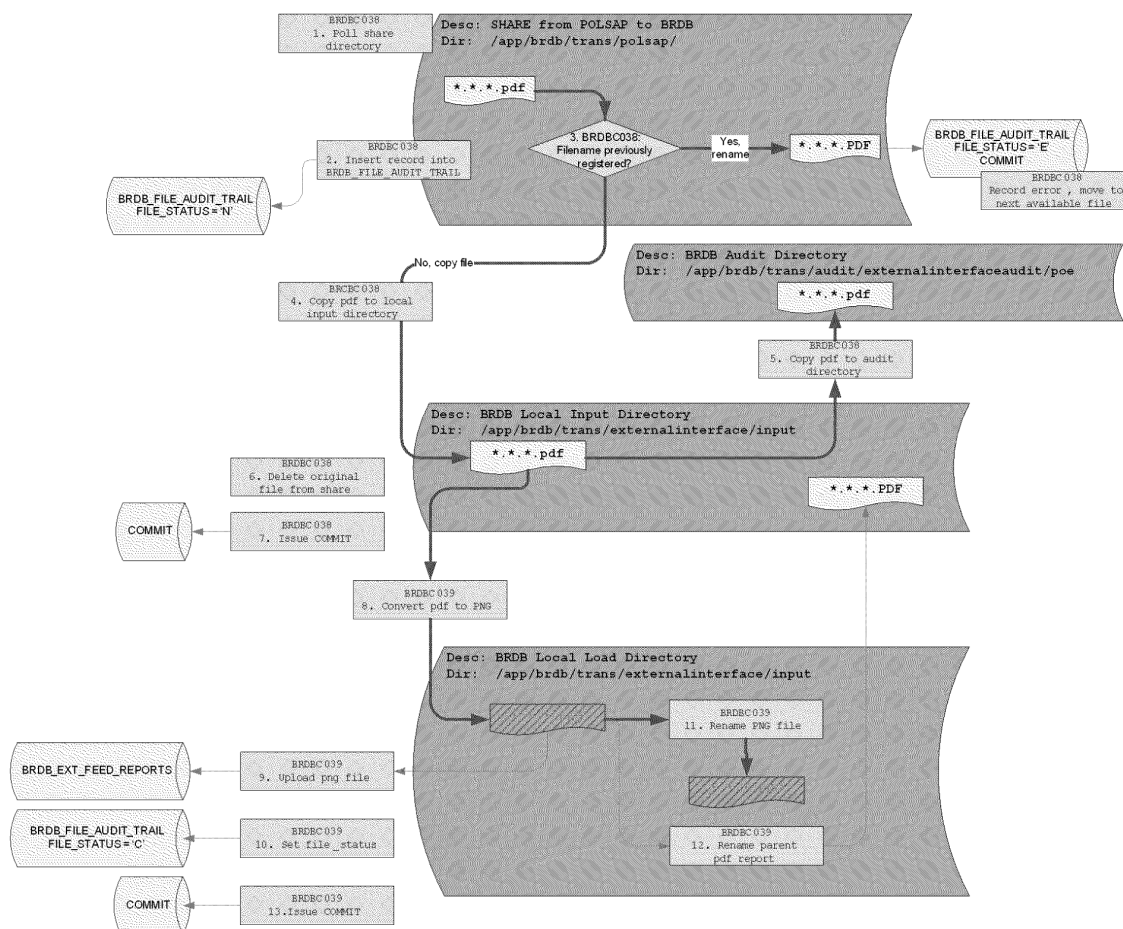 BRDBC038
1. Poll share
directory
Desc: SHARE from POLSAP to BRDB
Dir: /app/brdb/trans/polsap/
*.*.*.pdf
3. BRDBC038:
Filename previously
registered?
Yes,
rename
*.*.*.PDF
BRDB_FILE_AUDIT_TRAIL
FILE_STATUS = 'E'
COMMIT
BRDBC038
Record error , move to
next available file
BRDBC038
2. Insert record into
BRDB_FILE_AUDIT_TRAIL
BRDB_FILE_AUDIT_TRAIL
FILE_STATUS = 'N'
No, copy file
Desc: BRDB Audit Directory
Dir: /app/brdb/trans/audit/externalinterfaceaudit/poe
*.*.*.pdf
BRCBC038
4. Copy pdf to local
input directory
BRDBC038
5. Copy pdf to audit
directory
Desc: BRDB Local Input Directory
Dir: /app/brdb/trans/externalinterface/input
*.*.*.pdf
*.*.*.PDF
BRDBC038
6. Delete original
file from share
COMMIT
BRDBC038
7. Issue COMMIT
BRDBC039
8. Convert pdf to PNG
Desc: BRDB Local Load Directory
Dir: /app/brdb/trans/externalinterface/input
BRDBC039
11. Rename PNG file
BRDB_EXT_FEED_REPORTS
BRDBC039
9. Upload png file
BRDB_FILE_AUDIT_TRAIL
FILE_STATUS = 'C'
BRDBC039
10. Set file_status
BRDBC039
12. Rename parent
pdf report
COMMIT
BRDBC039
13.Issue COMMIT